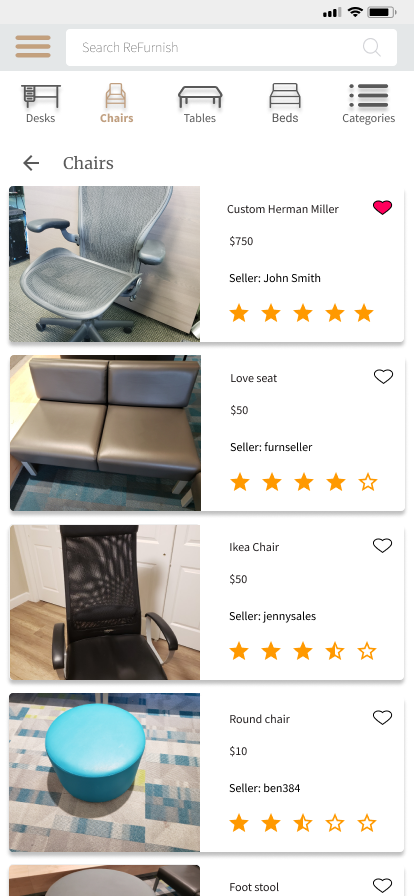 Search ReFurnish
Desks
Chairs
Tables
Beds
Categories
Chairs
Custom Herman Miller
$750
Seller: John Smith
Love seat
$50
Seller: furnseller
Ikea Chair
$50
Seller: jennysales
Round chair
$10
Seller: ben384
Foot stool